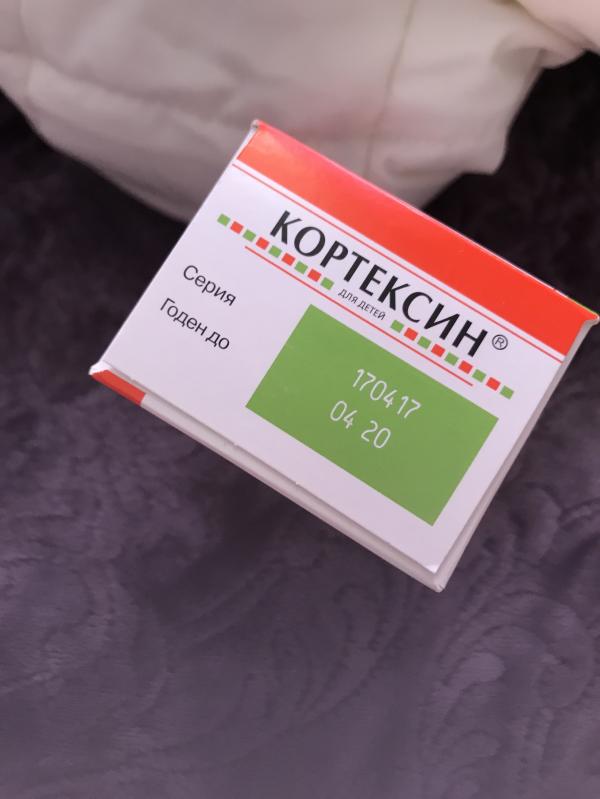 КОРТЕКСИН®
ДЛЯ ДЕТЕЙ
Серия 170417
Годен до 04 20